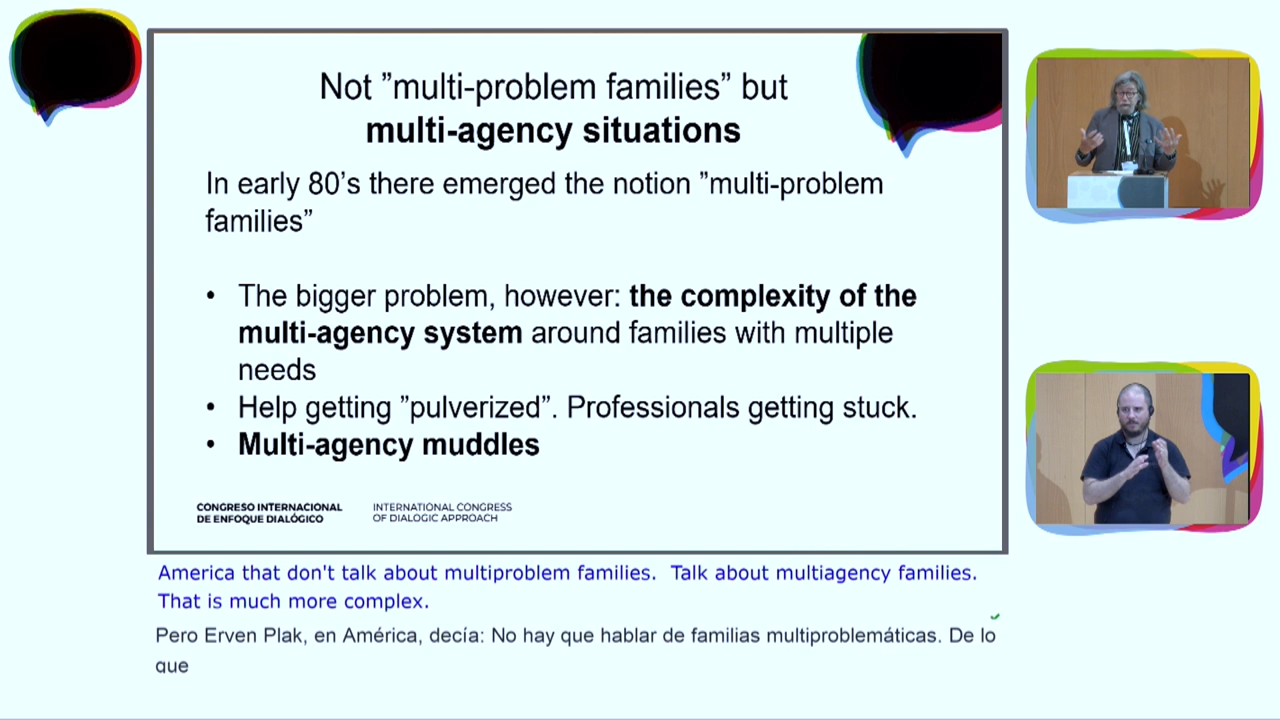 Not ”multi-problem families” but
multi-agency situations
In early 80’s there emerged the notion ”multi-problem
families”
• The bigger problem, however: the complexity of the
multi-agency system around families with multiple
needs
• Help getting ”pulverized”. Professionals getting stuck.
• Multi-agency muddles
CONGRESO INTERNACIONAL
DE ENFOQUE DIALÓGICO
INTERNATIONAL CONGRESS
OF DIALOGIC APPROACH
America that don't talk about multiproblem families.  Talk about multiagency families.
That is much more complex.
Pero Erven Plak, en América, decía: No hay que hablar de familias multiproblemáticas. De lo
que